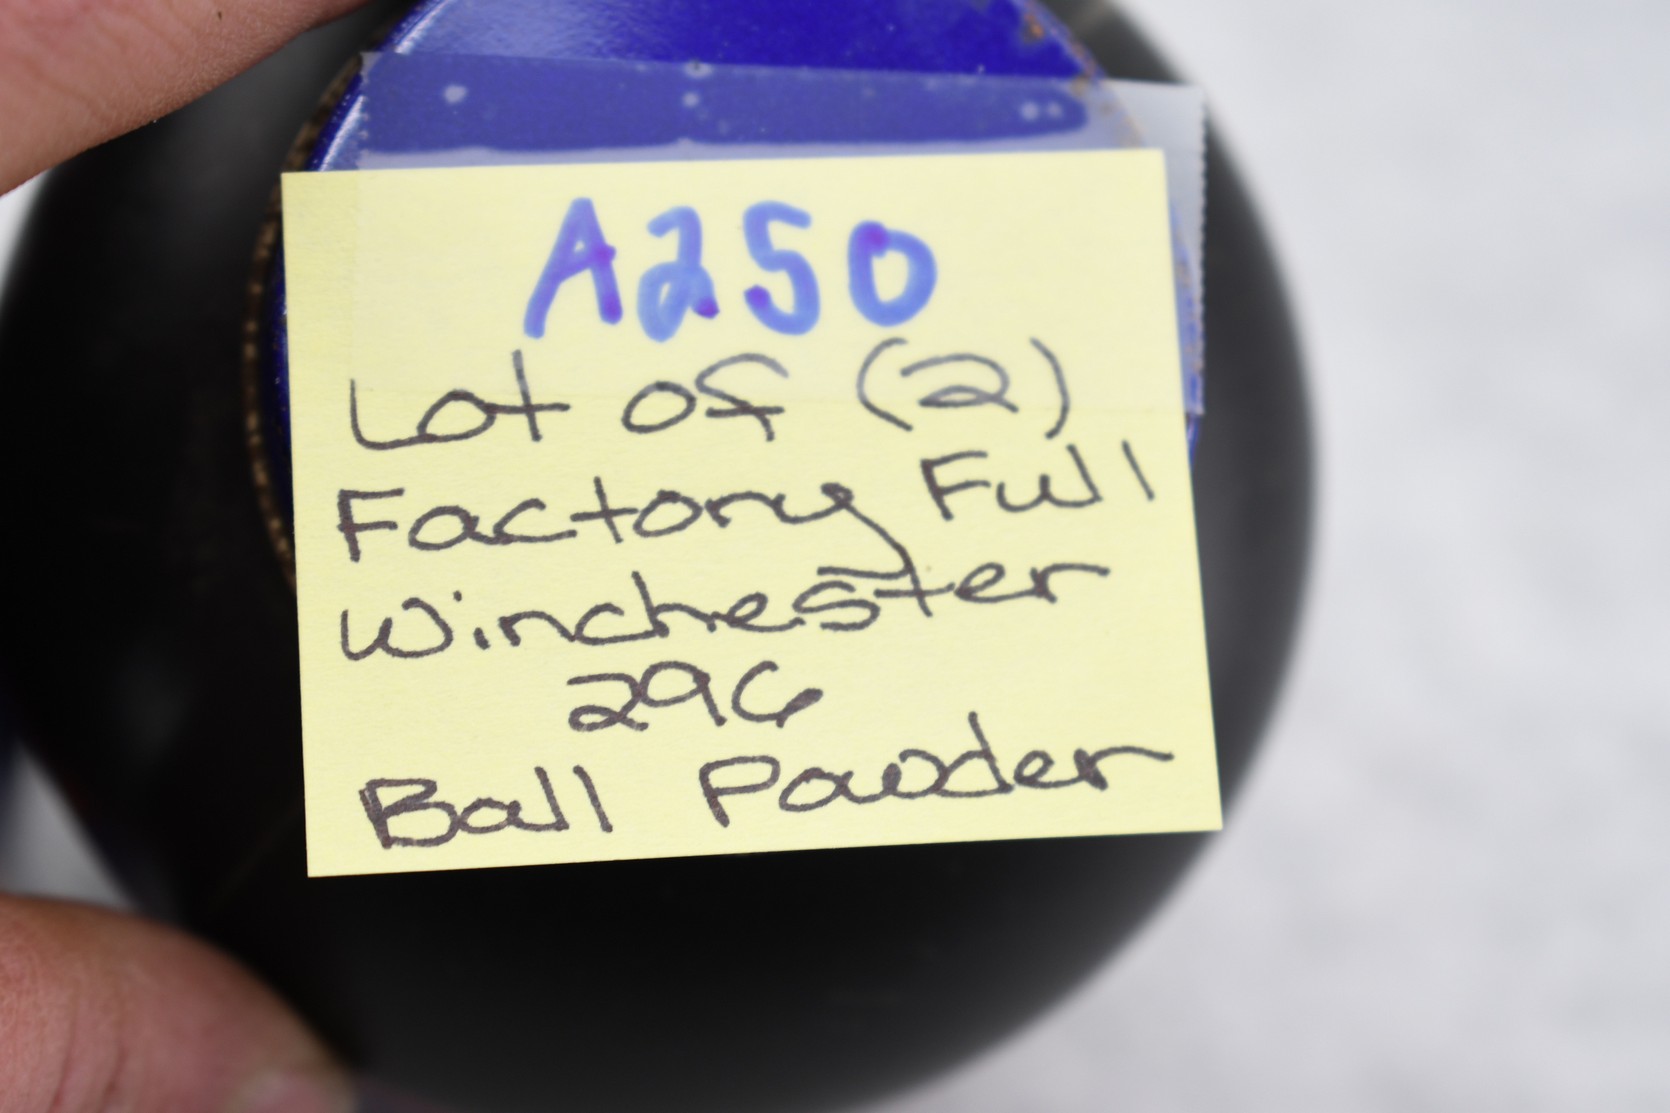 A250
Lot of (2)
Factory Full
Winchester
296
Ball Powder